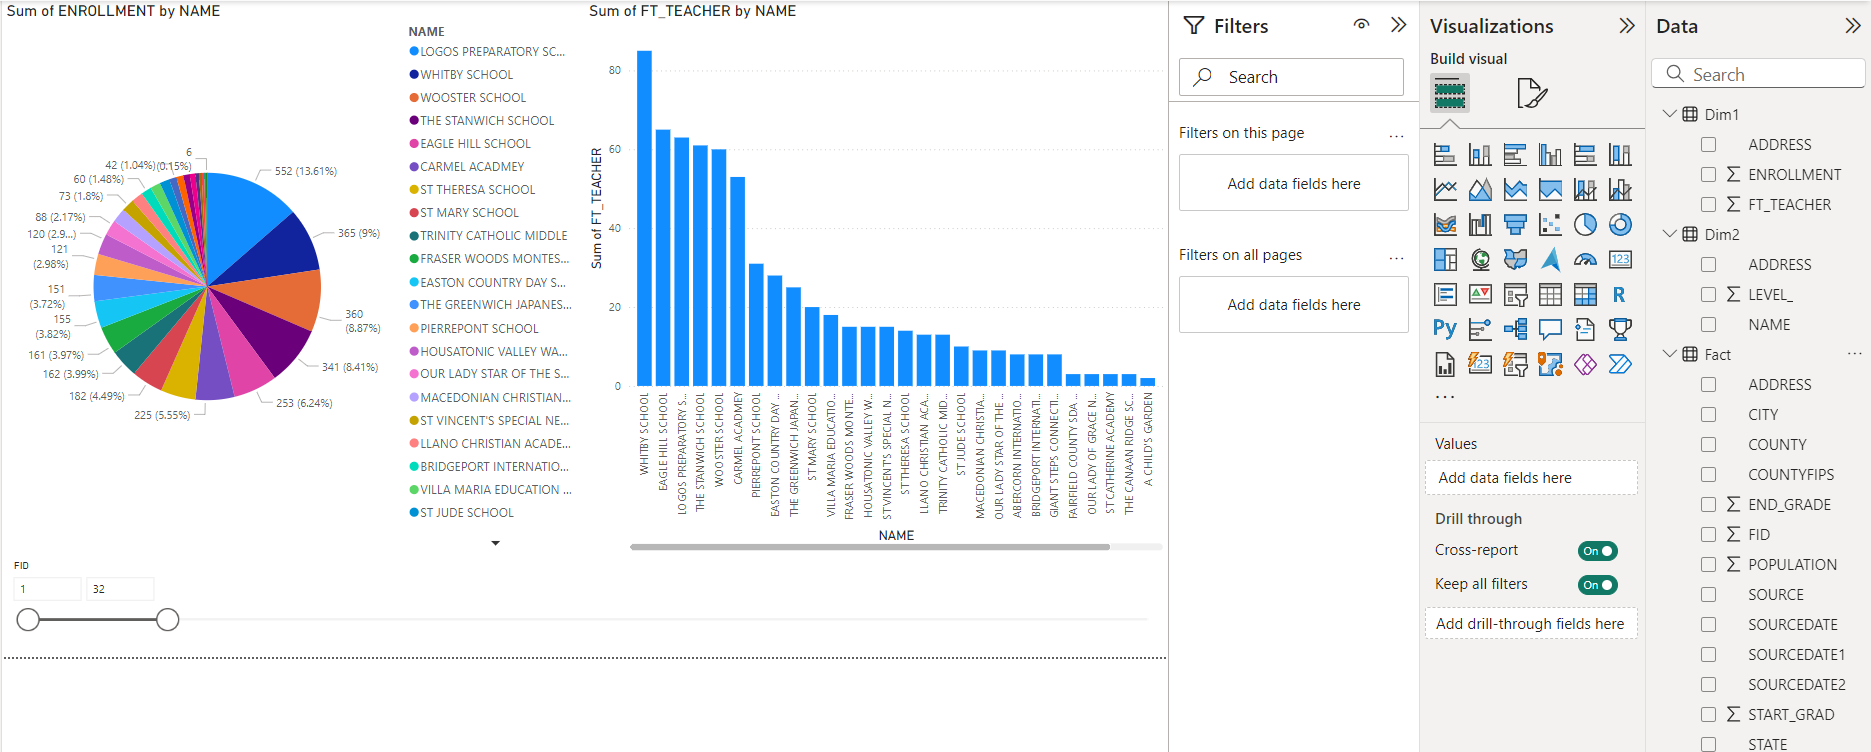 Sum of ENROLLMENT by NAME
6
42 (1.04%)
(0.15%)
60 (1.48%)
73 (1.8%)
88 (2.17%)
120 (2.9...)
121
(2.98%)
151
(3.72%)
155
(3.82%)
161 (3.97%)
162 (3.99%)
182 (4.49%)
225 (5.55%)
552 (13.61%)
365 (9%)
360
(8.87%)
341 (8.41%)
253 (6.24%)
NAME
LOGOS PREPARATORY SC...
WHITBY SCHOOL
WOOSTER SCHOOL
THE STANWICH SCHOOL
EAGLE HILL SCHOOL
CARMEL ACADMEY
ST THERESA SCHOOL
ST MARY SCHOOL
TRINITY CATHOLIC MIDDLE
FRASER WOODS MONTES...
EASTON COUNTRY DAY S...
THE GREENWICH JAPANES...
PIERREPONT SCHOOL
HOUSATONIC VALLEY WA...
OUR LADY STAR OF THE S...
MACEDONIAN CHRISTIAN...
ST VINCENT'S SPECIAL NE...
LLANO CHRISTIAN ACADE...
BRIDGEPORT INTERNATIO...
VILLA MARIA EDUCATION ...
ST JUDE SCHOOL
FID
1
32
Sum of FT_TEACHER by NAME
Sum of FT_TEACHER
80
60
40
20
0
WHITBY SCHOOL
EAGLE HILL SCHOOL
LOGOS PREPARATORY S...
THE STANWICH SCHOOL
WOOSTER SCHOOL
CARMEL ACADMEY
PIERREPONT SCHOOL
EASTON COUNTRY DAY ...
THE GREENWICH JAPAN...
ST MARY SCHOOL
VILLA MARIA EDUCATIO...
FRASER WOODS MONTE...
HOUSATONIC VALLEY W...
ST VINCENT'S SPECIAL N...
ST THERESA SCHOOL
LLANO CHRISTIAN ACA...
TRINITY CATHOLIC MID...
ST JUDE SCHOOL
MACEDONIAN CHRISTIA...
OUR LADY STAR OF THE ...
ABERCORN INTERNATIO...
BRIDGEPORT INTERNATI...
GIANT STEPS CONNECTI...
FAIRFIELD COUNTY SDA ...
OUR LADY OF GRACE N...
ST CATHERINE ACADEMY
THE CANAAN RIDGE SC...
A CHILD'S GARDEN
NAME
Filters
Search
Filters on this page
...
Add data fields here
Filters on all pages
...
Add data fields here
Visualizations
Build visual
123
R
Py
123
...
Values
Add data fields here
Drill through
Cross-report
On
Keep all filters
On
Add drill-through fields here
Data
Search
Dim1
ADDRESS
∑ ENROLLMENT
∑ FT_TEACHER
Dim2
ADDRESS
∑ LEVEL_
NAME
Fact
...
ADDRESS
CITY
COUNTY
COUNTYFIPS
∑ END_GRADE
∑ FID
∑ POPULATION
SOURCE
SOURCEDATE
SOURCEDATE1
SOURCEDATE2
∑ START_GRAD
STATE